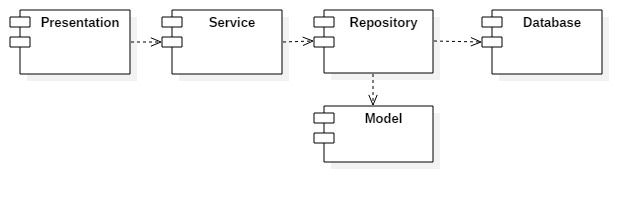 Presentation
Service
Repository
Database
Model